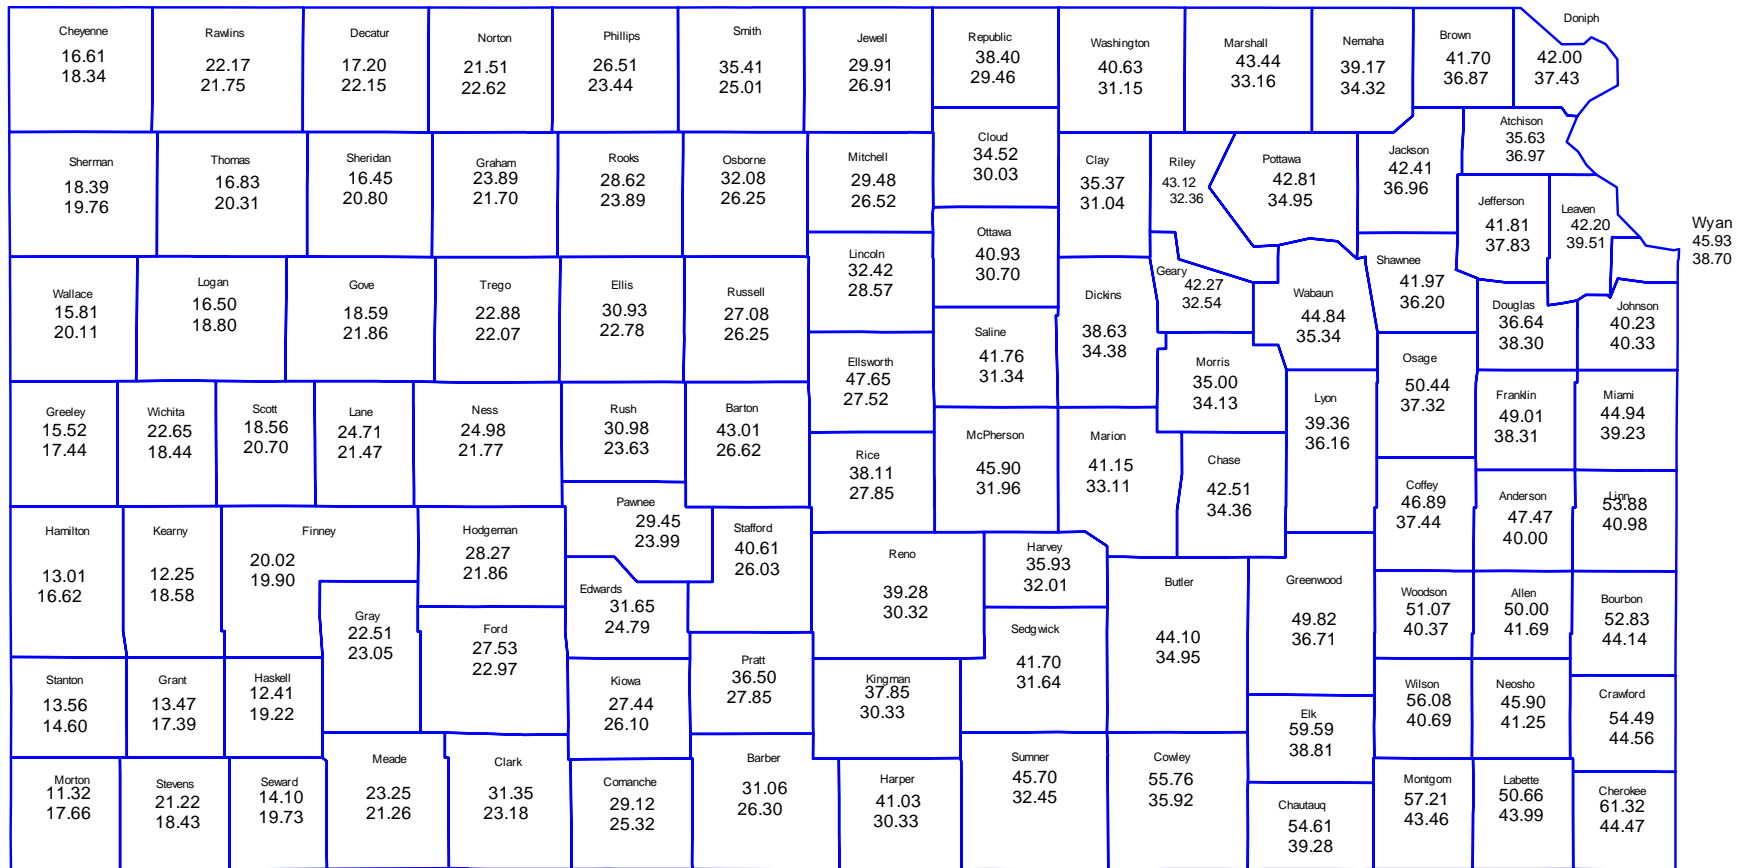 Cheyenne
16.61
18.34
Rawlins
22.17
21.75
Decatur
17.20
22.15
Norton
21.51
22.62
Phillips
26.51
23.44
Smith
35.41
25.01
Jewell
29.91
26.91
Republic
38.40
29.46
Washington
40.63
31.15
Marshall
43.44
33.16
Nemaha
39.17
34.32
Brown
41.70
36.87
Doniph
42.00
37.43
Sherman
18.39
19.76
Thomas
16.83
20.31
Sheridan
16.45
20.80
Graham
23.89
21.70
Rooks
28.62
23.89
Osborne
32.08
26.25
Mitchell
29.48
26.52
Cloud
34.52
30.03
Clay
35.37
31.04
Riley
43.12
32.36
Pottawa
42.81
34.95
Jackson
42.41
36.96
Atchison
35.63
36.97
Jefferson
41.81
37.83
Leaven
42.20
39.51
Wyan
45.93
38.70
Wallace
15.81
20.11
Logan
16.50
18.80
Gove
18.59
21.86
Trego
22.88
22.07
Ellis
30.93
22.78
Russell
27.08
26.25
Lincoln
32.42
28.57
Ottawa
40.93
30.70
Dickins
38.63
34.38
Geary
42.27
32.54
Wabaun
44.84
35.34
Shawnee
41.97
36.20
Douglas
36.64
38.30
Johnson
40.23
40.33
Ellsworth
47.65
27.52
Saline
41.76
31.34
Morris
35.00
34.13
Osage
50.44
37.32
Greeley
15.52
17.44
Wichita
22.65
18.44
Scott
18.56
20.70
Lane
24.71
21.47
Ness
24.98
21.77
Rush
30.98
23.63
Barton
43.01
26.62
Rice
38.11
27.85
McPherson
45.90
31.96
Marion
41.15
33.11
Chase
42.51
34.36
Lyon
39.36
36.16
Franklin
49.01
38.31
Miami
44.94
39.23
Coffey
46.89
37.44
Anderson
47.47
40.00
Linn
53.88
40.98
Hamilton
13.01
16.62
Kearny
12.25
18.58
Finney
20.02
19.90
Hodgeman
28.27
21.86
Pawnee
29.45
23.99
Stafford
40.61
26.03
Reno
39.28
30.32
Harvey
35.93
32.01
Butler
44.10
34.95
Greenwood
49.82
36.71
Woodson
51.07
40.37
Allen
50.00
41.69
Bourbon
52.83
44.14
Gray
22.51
23.05
Ford
27.53
22.97
Edwards
31.65
24.79
Sedgwick
41.70
31.64
Stanton
13.56
14.60
Grant
13.47
17.39
Haskell
12.41
19.22
Kiowa
27.44
26.10
Pratt
36.50
27.85
Kingman
37.85
30.33
Elk
59.59
38.81
Wilson
56.08
40.69
Neosho
45.90
41.25
Crawford
54.49
44.56
Morton
11.32
17.66
Stevens
21.22
18.43
Seward
14.10
19.73
Meade
23.25
21.26
Clark
31.35
23.18
Comanche
29.12
25.32
Barber
31.06
26.30
Harper
41.03
30.33
Sumner
45.70
32.45
Cowley
55.76
35.92
Chautauq
54.61
39.28
Montgom
57.21
43.46
Labette
50.66
43.99
Cherokee
61.32
44.47